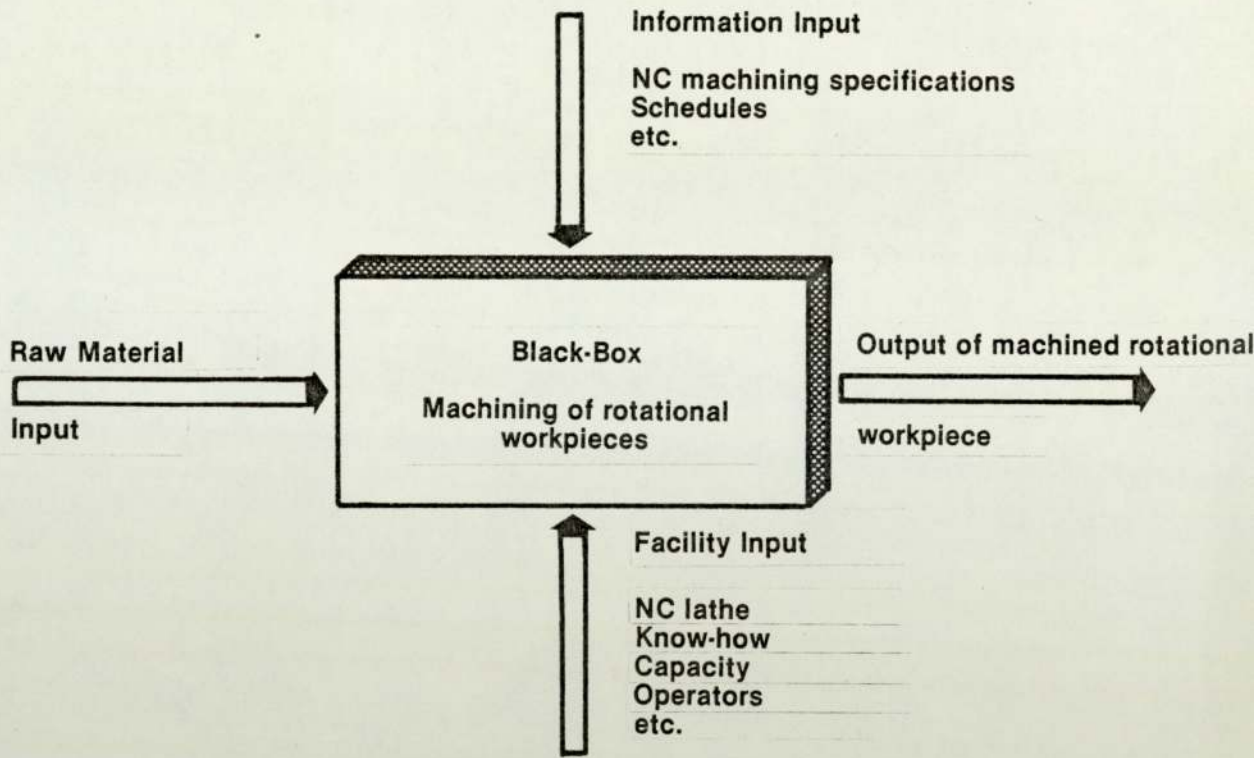 Information Input
NC machining specifications
Schedules
etc.
Raw Material
Input
Black-Box
Machining of rotational
workpieces
Output of machined rotational
workpiece
Facility Input
NC lathe
Know-how
Capacity
Operators
etc.